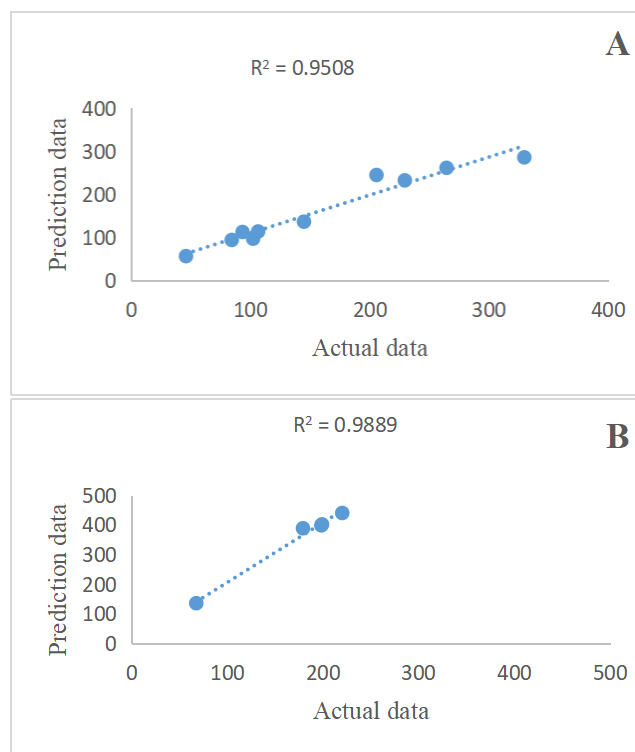 A
R² = 0.9508
400
300
200
100
0
Prediction data
0 100 200 300 400
Actual data
R² = 0.9889
B
500
400
300
200
100
0
Prediction data
0 100 200 300 400 500
Actual data